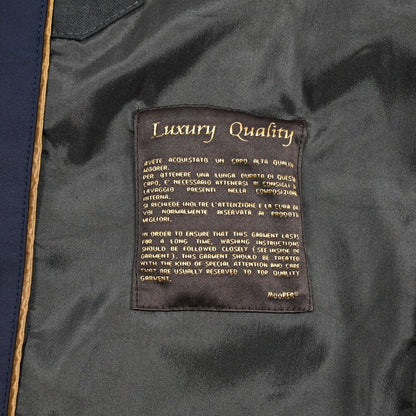 Luxury Quality
AVETE ACQUISTATO UN CAPO ALTA QUALITÀ
MOORER.
PER OTTENERE UNA LUNGA DURATA DI QUESTO
CAPO, E' NECESSARIO ATTENERSI AI CONSIGLI DI
LAVAGGIO PRESENTI NELLA COMPOSIZIONE
INTERNA.
SI RICHIEDE INOLTRE L'ATTENZIONE E LA CURA DA
VOI NORMALMENTE RISERVATA AI PRODOTTI
MIGLIORI.
IN ORDER TO ENSURE THAT THIS GARMENT LASTS
FOR A LONG TIME, WASHING INSTRUCTIONS
SHOULD BE FOLLOWED CLOSELY (SEE INSIDE OF
GARMENT). THIS GARMENT SHOULD BE TREATED
WITH THE KIND OF SPECIAL ATTENTION AND CARE
THAT ARE USUALLY RESERVED TO TOP QUALITY
GARMENT.
MOORER®